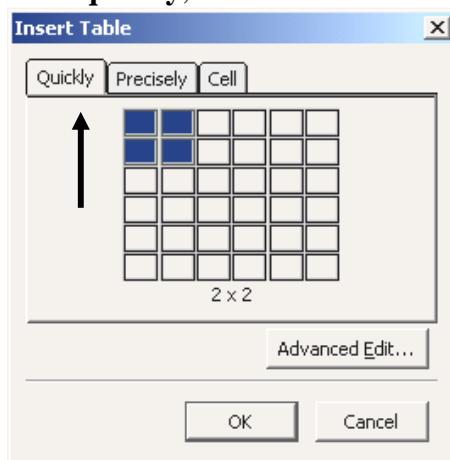 Insert Table
Quickly Precisely Cell
2 x 2
Advanced Edit...
OK Cancel